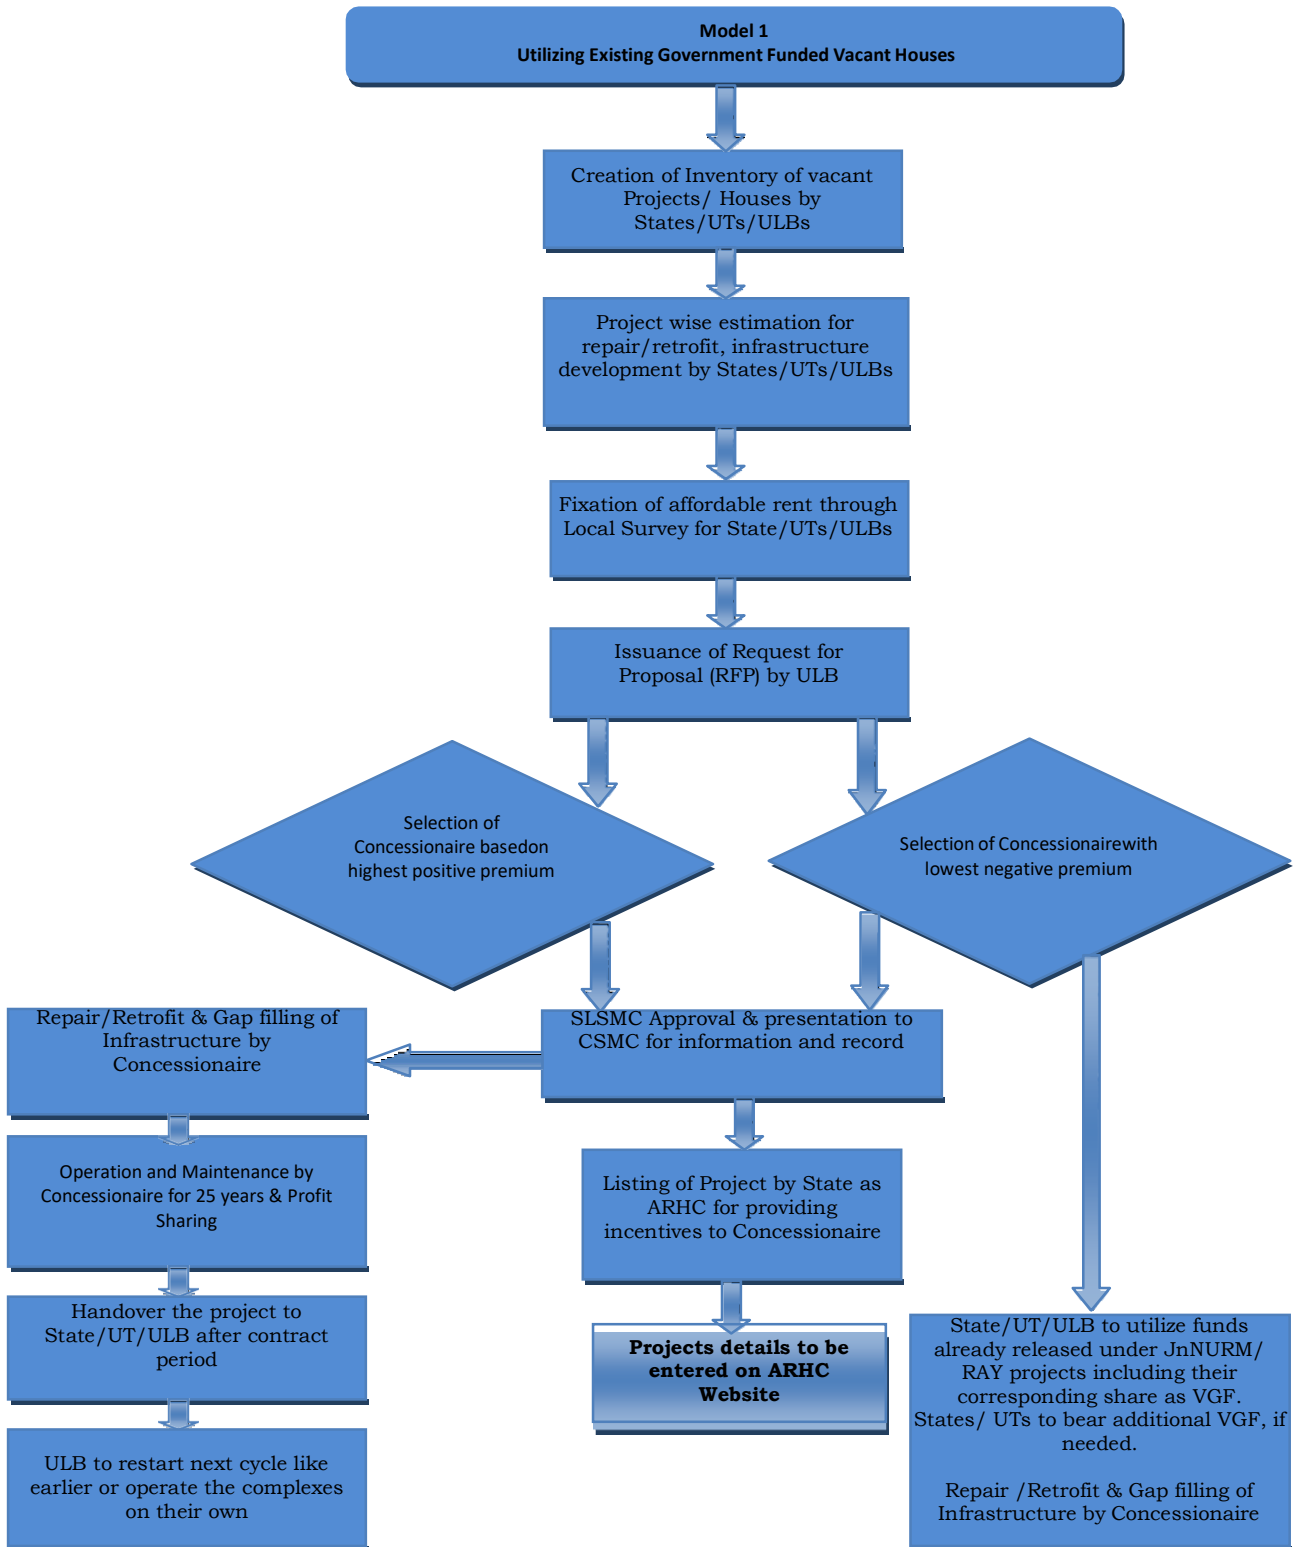 Model 1
Utilizing Existing Government Funded Vacant Houses
Creation of Inventory of vacant
Projects/ Houses by
States/UTs/ULBs
Project wise estimation for
repair/retrofit, infrastructure
development by States/UTs/ULBs
Fixation of affordable rent through
Local Survey for State/UTs/ULBs
Issuance of Request for
Proposal (RFP) by ULB
Selection of
Concessionaire basedon
highest positive premium
Selection of Concessionairewith
lowest negative premium
SLSMC Approval & presentation to
CSMC for information and record
Repair/Retrofit & Gap filling of
Infrastructure by
Concessionaire
Operation and Maintenance by
Concessionaire for 25 years & Profit
Sharing
Handover the project to
State/UT/ULB after contract
period
ULB to restart next cycle like
earlier or operate the complexes
on their own
Listing of Project by State as
ARHC for providing
incentives to Concessionaire
Projects details to be
entered on ARHC
Website
State/UT/ULB to utilize funds
already released under JnNURM/
RAY projects including their
corresponding share as VGF.
States/ UTs to bear additional VGF, if
needed.
Repair /Retrofit & Gap filling of
Infrastructure by Concessionaire